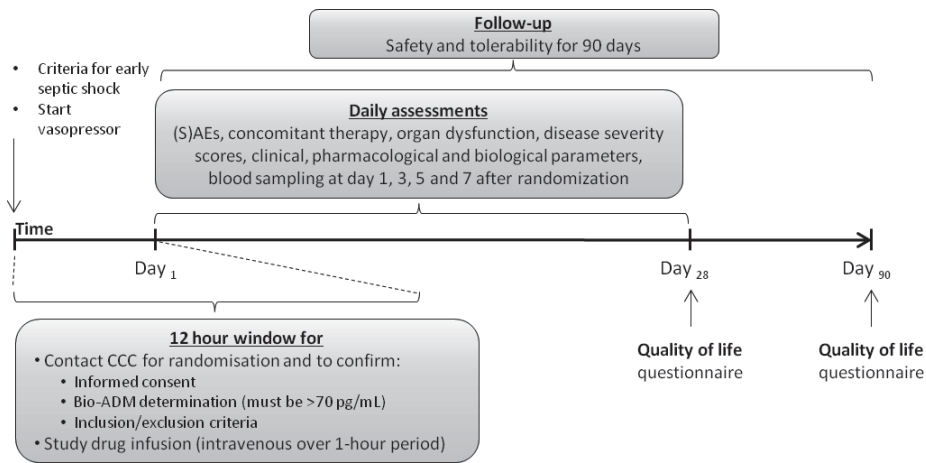 Follow-up
Safety and tolerability for 90 days
• Criteria for early
septic shock
• Start
vasopressor
Daily assessments
(S)AEs, concomitant therapy, organ dysfunction, disease severity
scores, clinical, pharmacological and biological parameters,
blood sampling at day 1, 3, 5 and 7 after randomization
Time
Day 1
Day 28
Day 90
12 hour window for
• Contact CCC for randomisation and to confirm:
• Informed consent
• Bio-ADM determination (must be >70 pg/mL)
• Inclusion/exclusion criteria
• Study drug infusion (intravenous over 1-hour period)
Quality of life
questionnaire
Quality of life
questionnaire